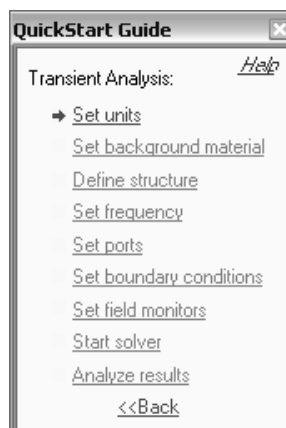 QuickStart Guide
Help
Transient Analysis:
Set units
Set background material
Define structure
Set frequency
Set ports
Set boundary conditions
Set field monitors
Start solver
Analyze results
<<Back